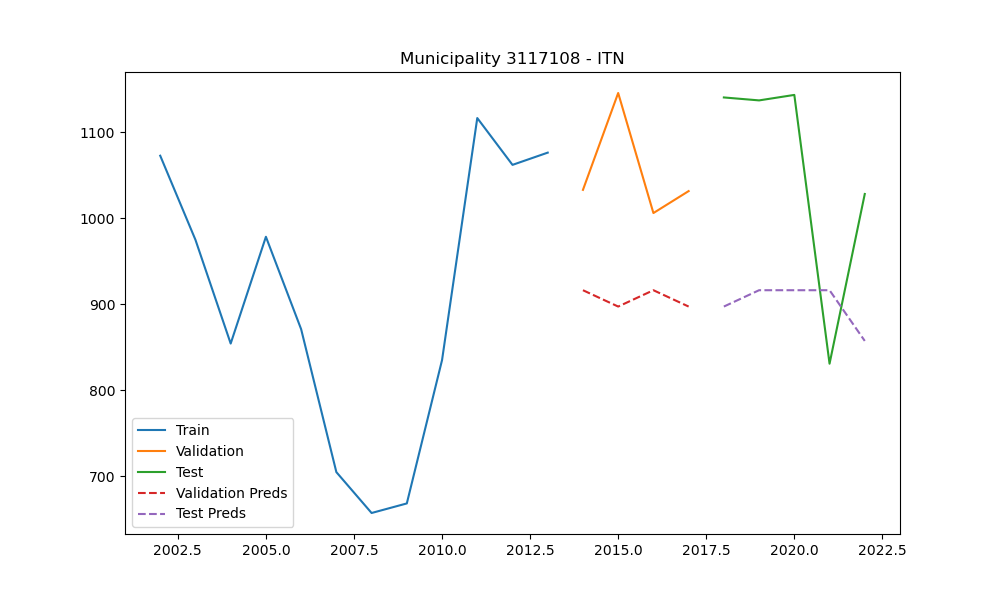 Municipality 3117108 - ITN
1100
1000
900
800
700
Train
Validation
Test
Validation Preds
Test Preds
2002.5 2005.0 2007.5 2010.0 2012.5 2015.0 2017.5 2020.0 2022.5